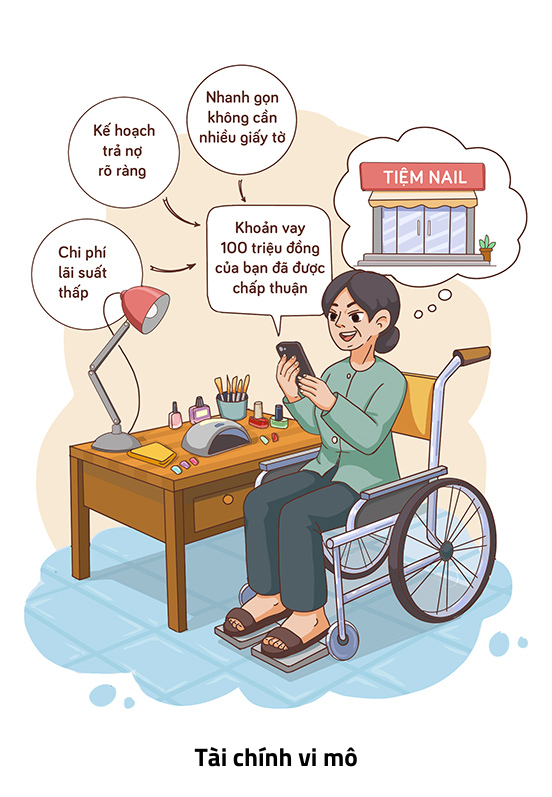 Nhanh gọn
không cần
nhiều giấy tờ
Kế hoạch
trả nợ
rõ ràng
Chi phí
lãi suất
thấp
Khoản vay
100 triệu đồng
của bạn đã được
chấp thuận
TIỆM NAIL
Tài chính vi mô